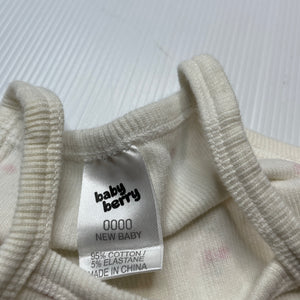 baby
berry
0000
NEW BABY
95% COTTON/
5% ELASTANE
MADE IN CHINA